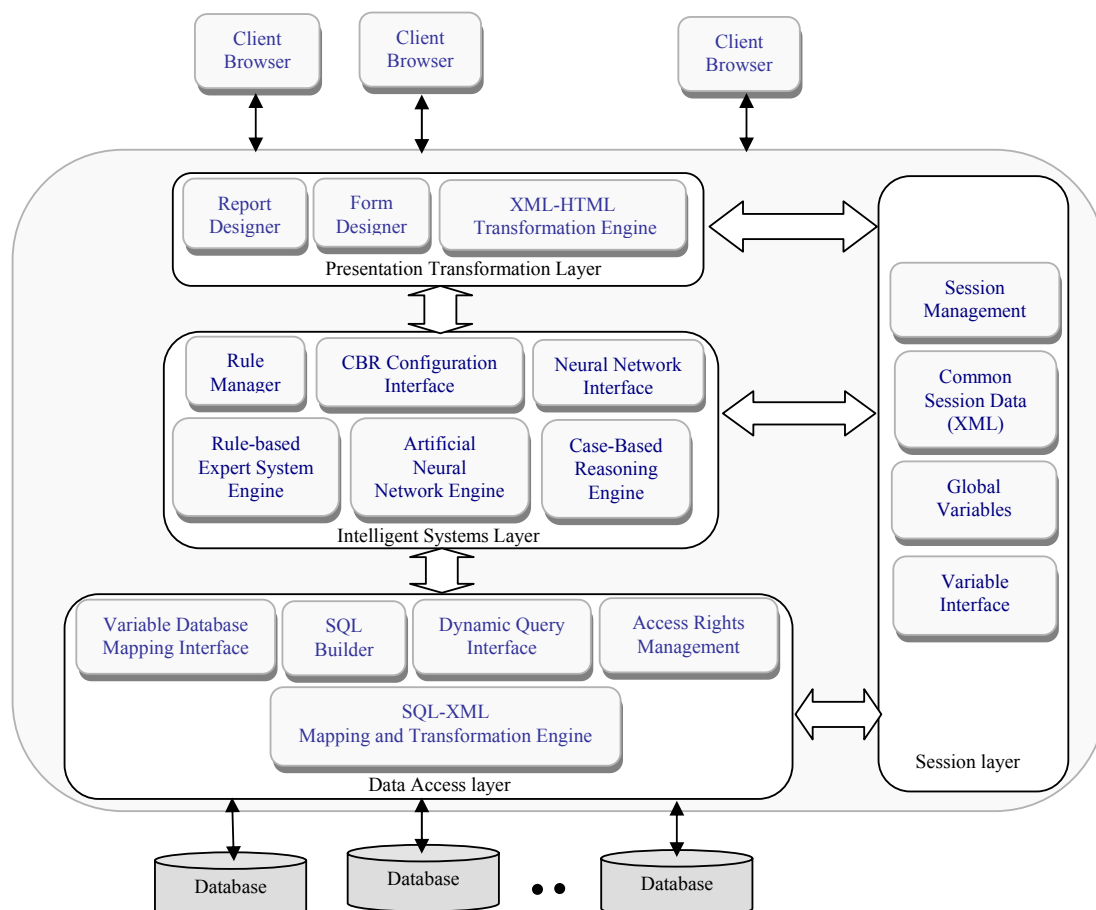 Client
Browser
Client
Browser
Client
Browser
Report
Designer
Form
Designer
XML-HTML
Transformation Engine
Presentation Transformation Layer
Rule
Manager
CBR Configuration
Interface
Neural Network
Interface
Rule-based
Expert System
Engine
Artificial
Neural
Network Engine
Case-Based
Reasoning
Engine
Intelligent Systems Layer
Variable Database
Mapping Interface
SQL
Builder
Dynamic Query
Interface
Access Rights
Management
SQL-XML
Mapping and Transformation Engine
Data Access layer
Session
Management
Common
Session Data
(XML)
Global
Variables
Variable
Interface
Session layer
Database
Database
Database